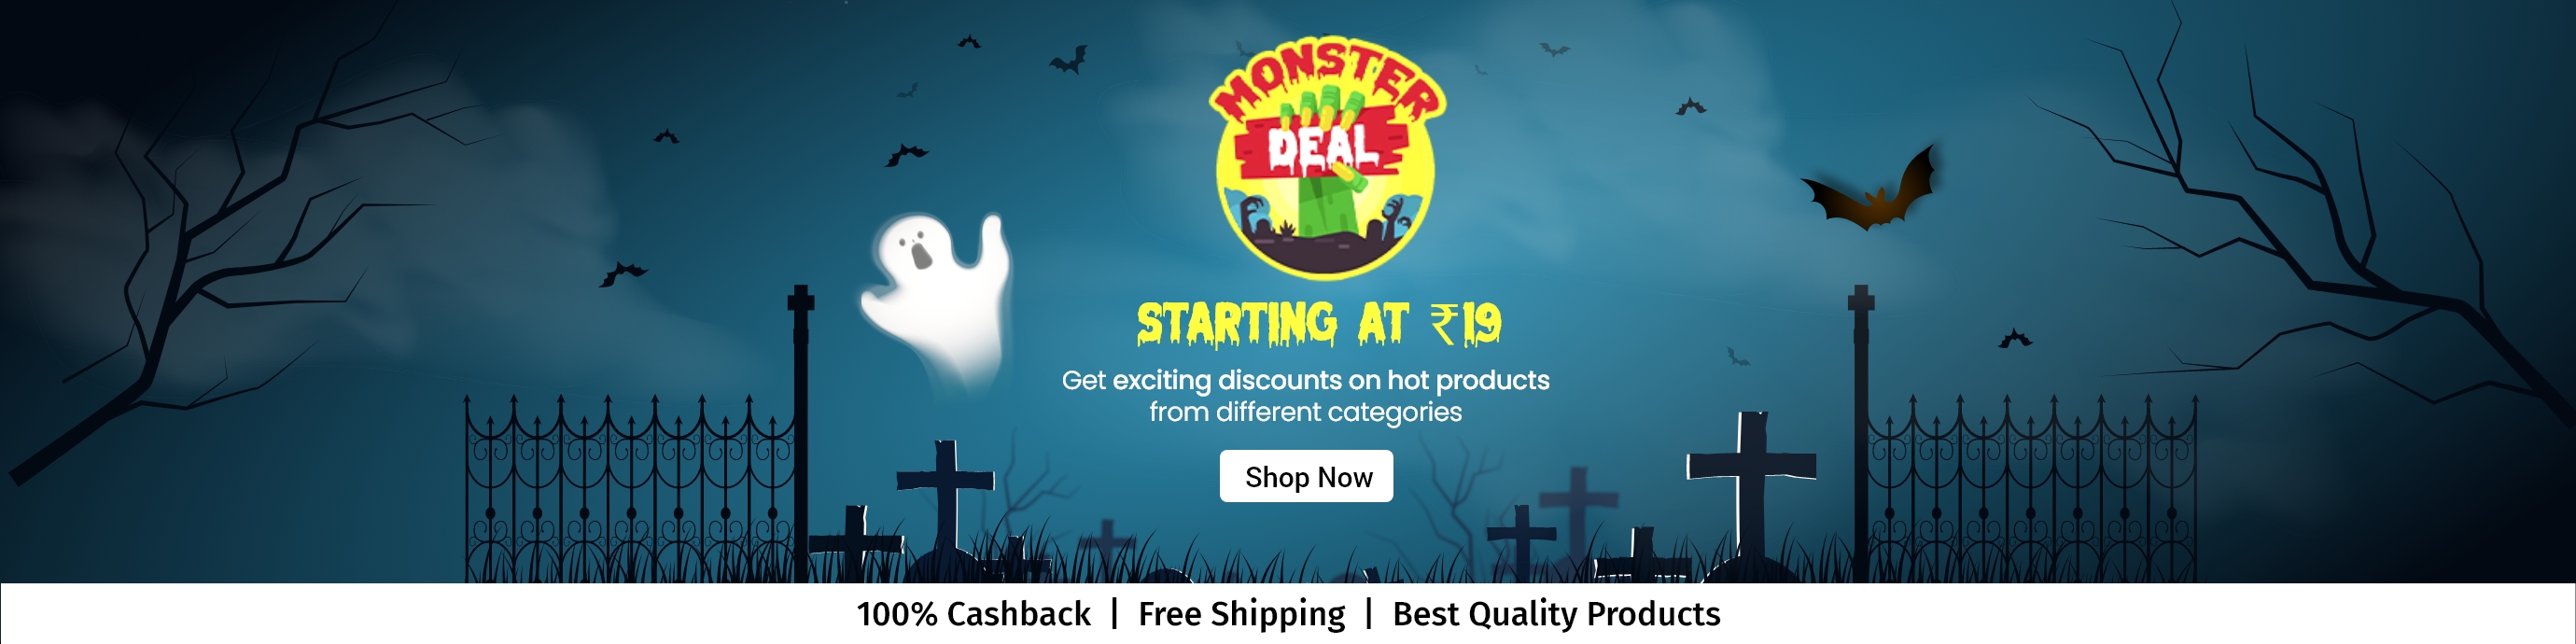 MONSTER
DEAL
STARTING AT ₹19
Get exciting discounts on hot products
from different categories
Shop Now
100% Cashback | Free Shipping | Best Quality Products